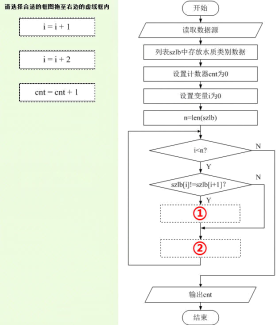 请选择合适的框图拖至右边的虚线框内
i = i + 1
i = i + 2
cnt = cnt + 1
开始
读取数据源
列表szlb中存放水质类别数据
设置计数器cnt为0
设置变量i为0
n=len(szlb)
i<n?
N
Y
szlb[i]!=szlb[i+1]?
N
Y
①
②
输出cnt
结束